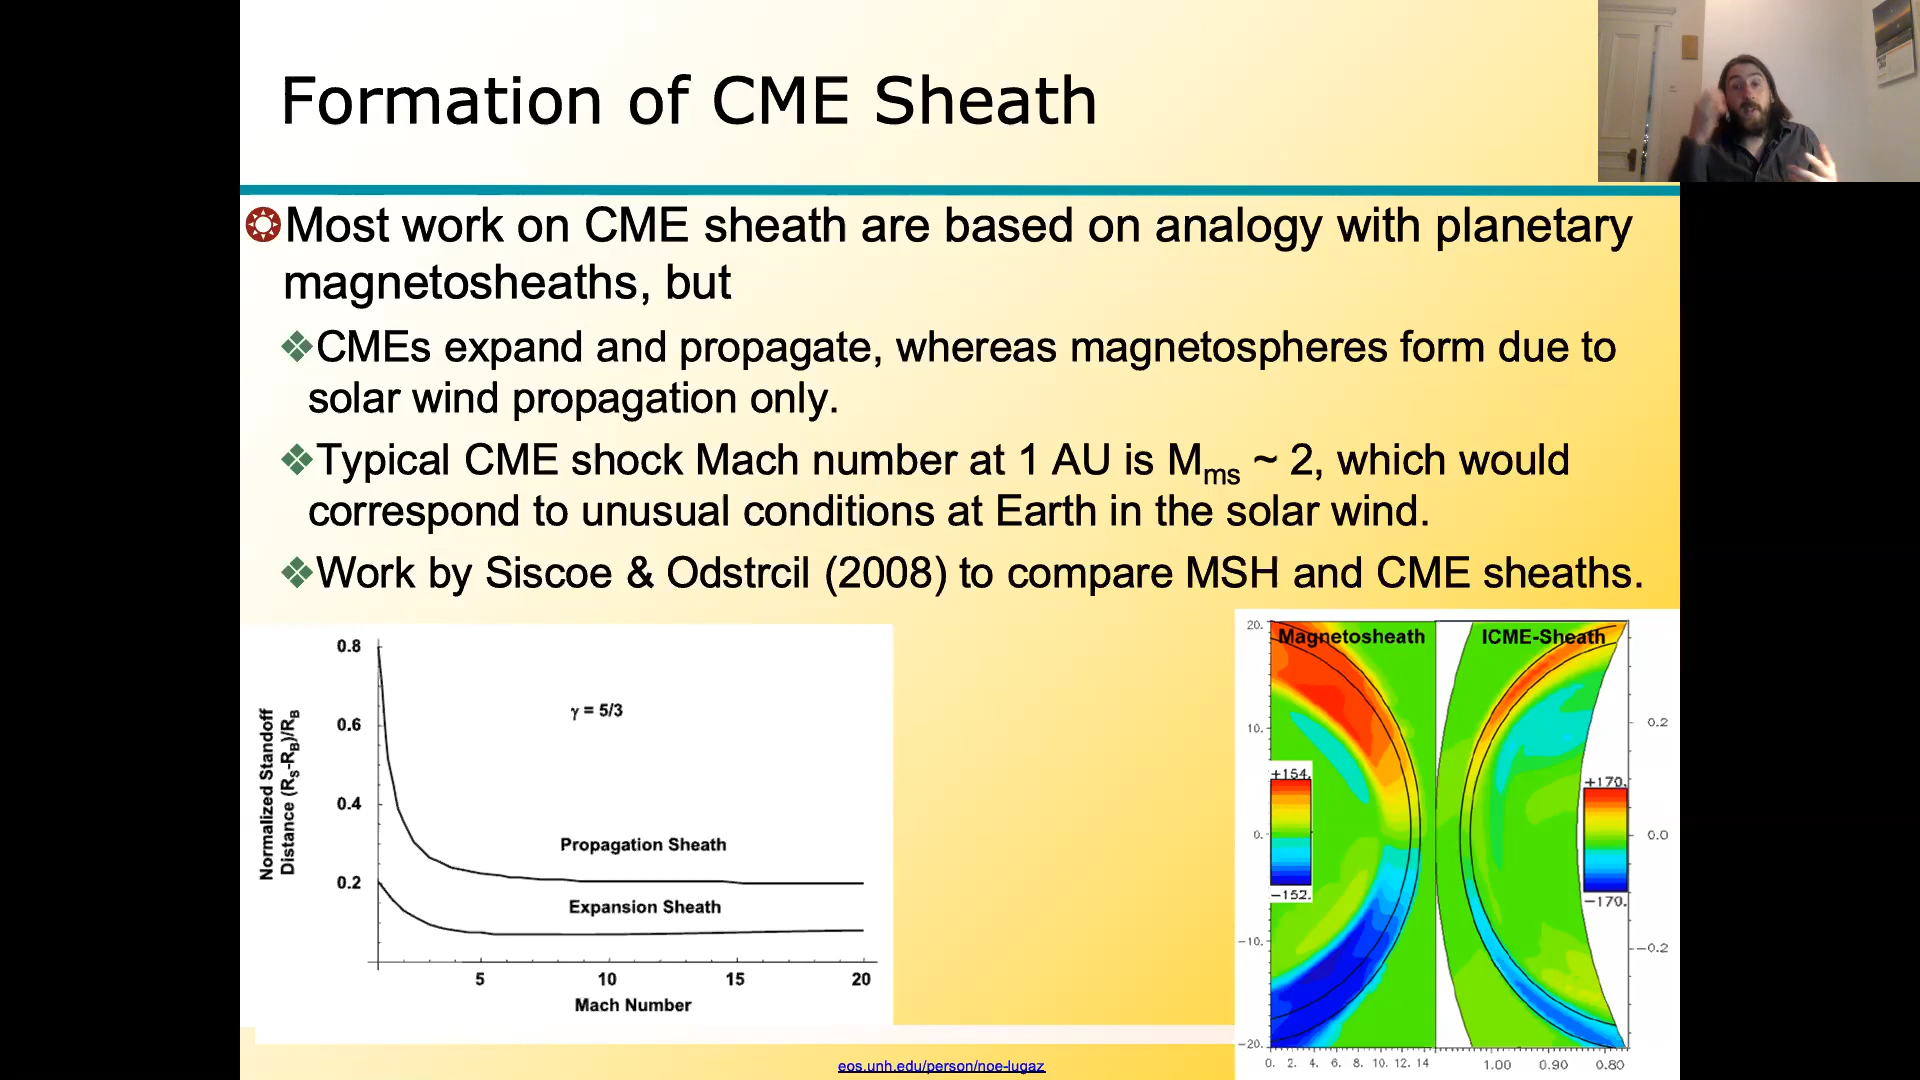 Formation of CME Sheath
Most work on CME sheath are based on analogy with planetary
magnetosheaths, but
CMEs expand and propagate, whereas magnetospheres form due to
solar wind propagation only.
Typical CME shock Mach number at 1 AU is Mms ~ 2, which would
correspond to unusual conditions at Earth in the solar wind.
Work by Siscoe & Odstrcil (2008) to compare MSH and CME sheaths.
Normalized Standoff
Distance (RS-RB)/RB
0.8
0.6
0.4
0.2
γ = 5/3
Propagation Sheath
Expansion Sheath
5 10 15 20
Mach Number
Magnetosheath
ICME-Sheath
20.
10.
0.
-10.
-20.
+154.
-152.
+170.
-170.
0.2
0.0
-0.2
0. 2. 4. 6. 8. 10. 12. 14
1.00 0.90 0.80
eos.unh.edu/person/noe-lugaz